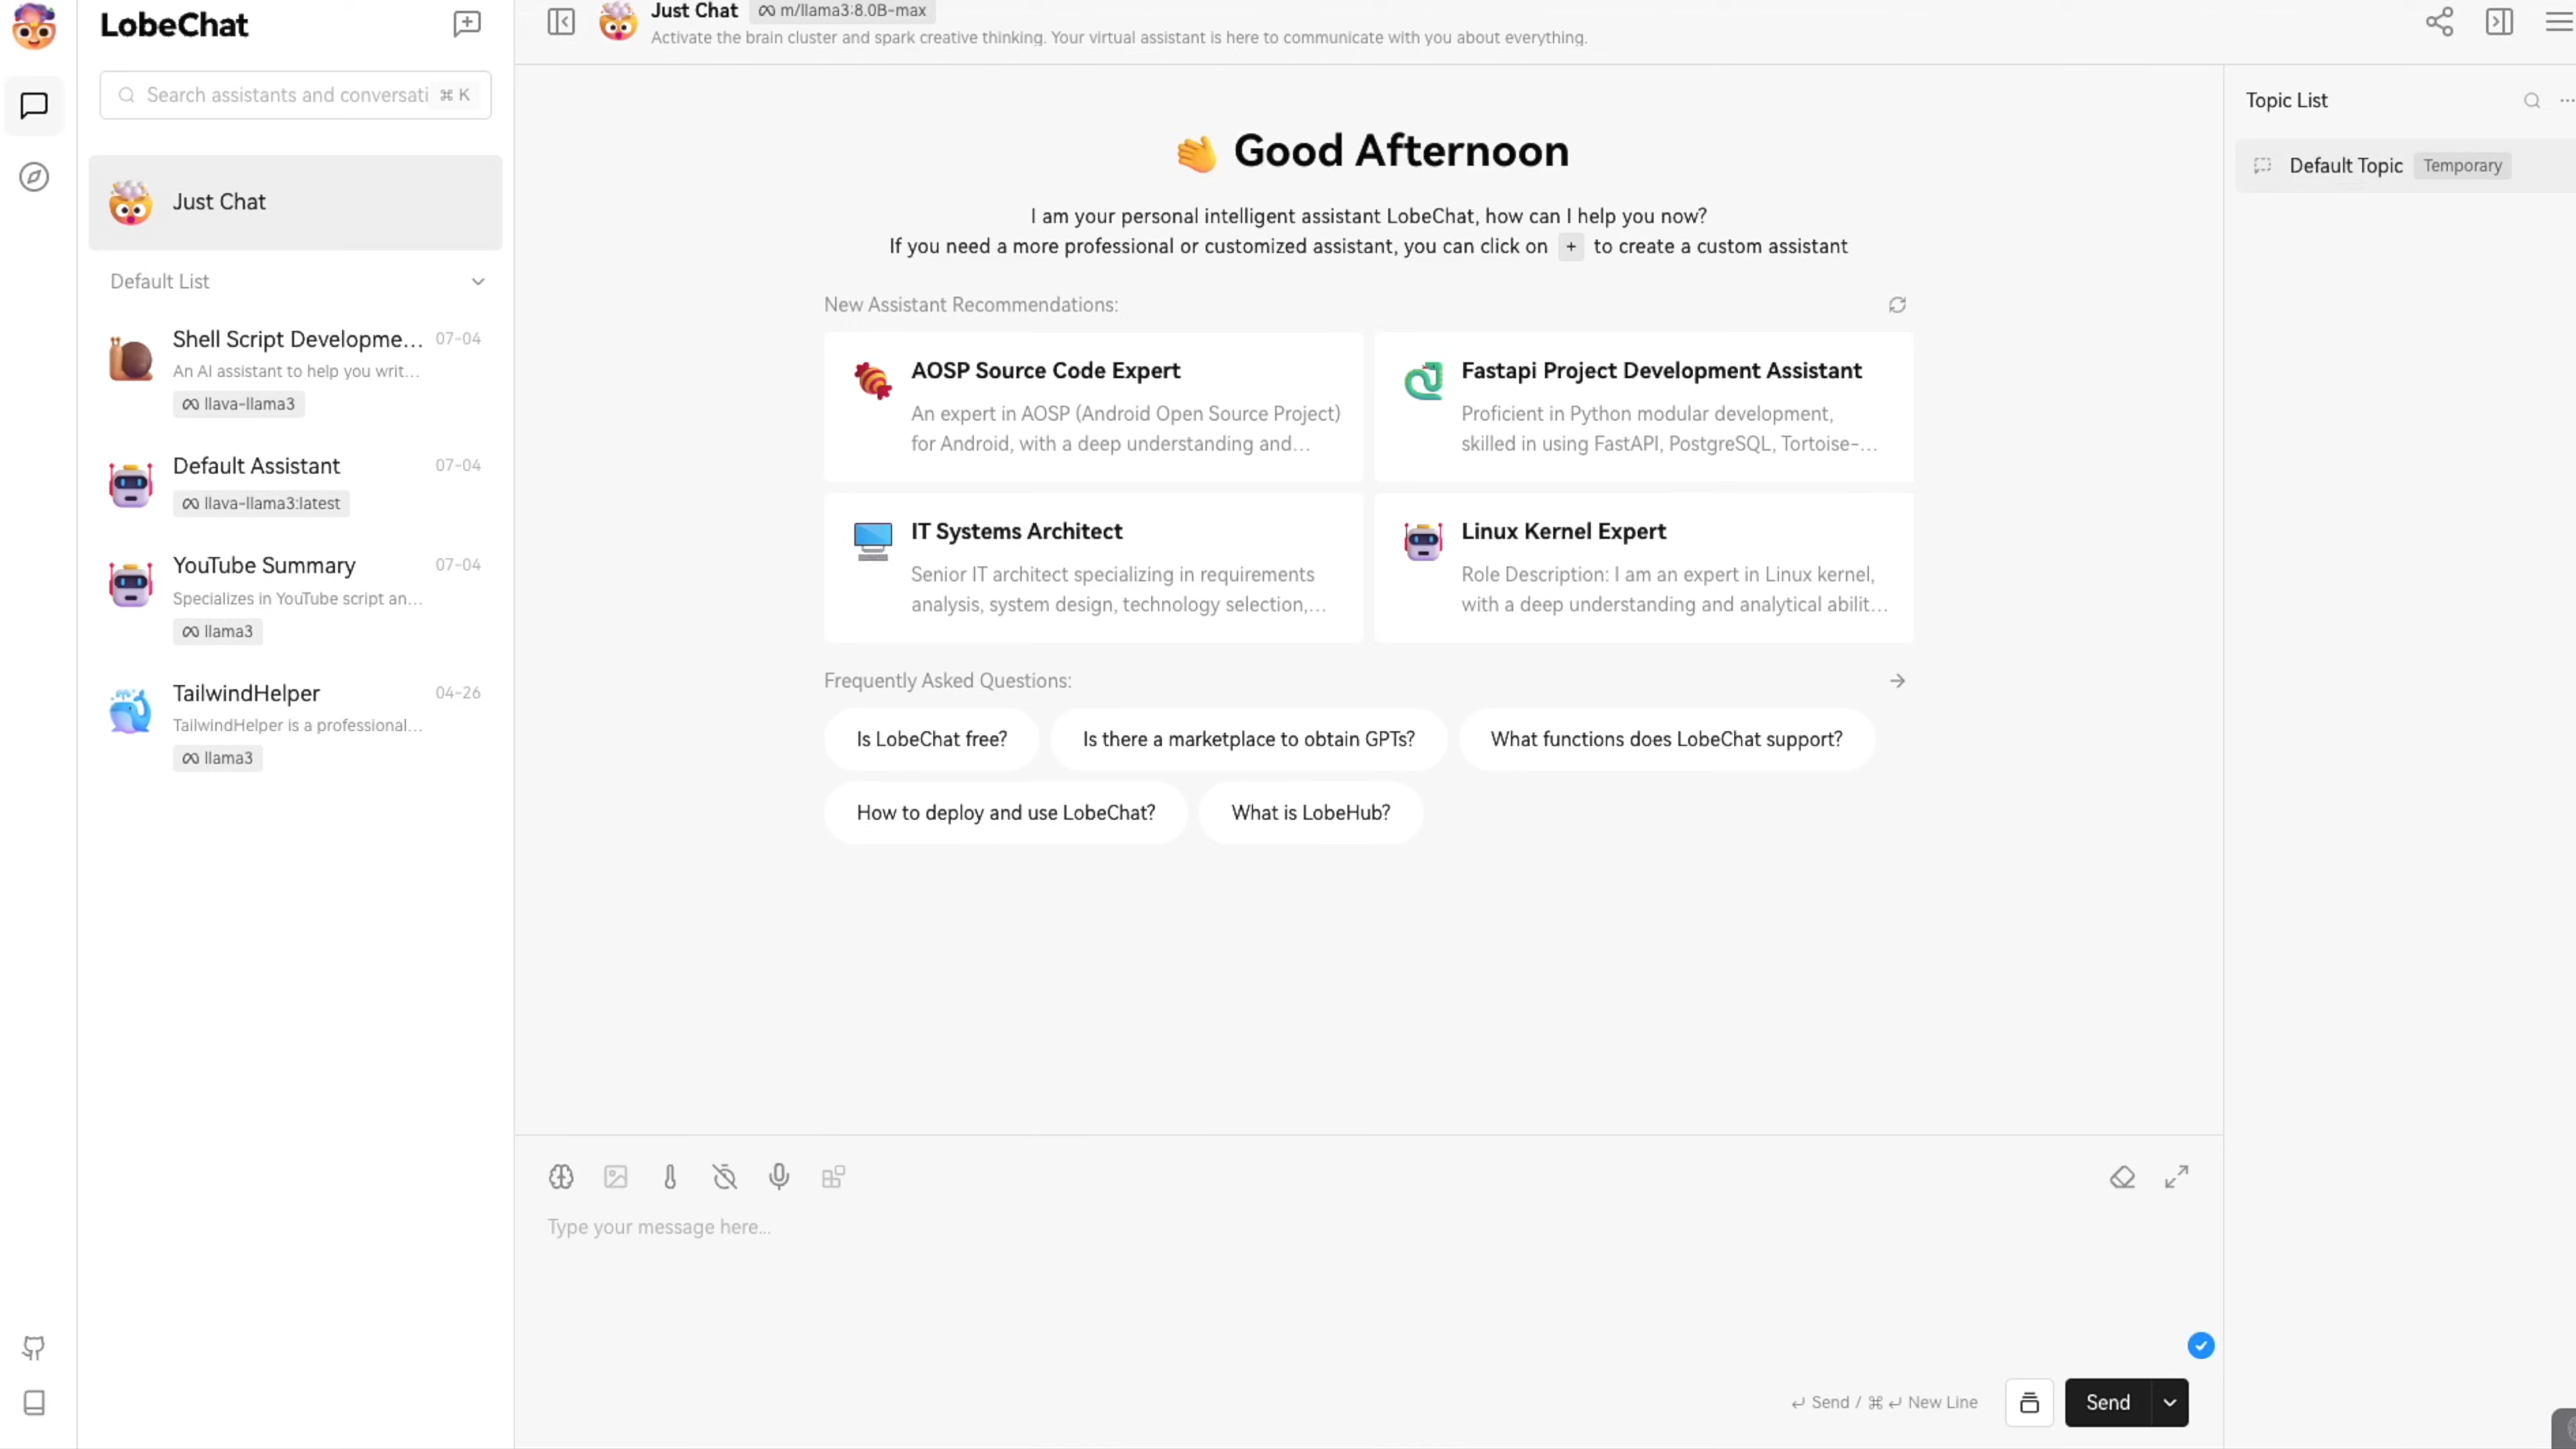 LobeChat
Search assistants and conversati ⌘ K
Just Chat
Default List
Shell Script Developme... 07-04
An AI assistant to help you writ...
llava-llama3
Default Assistant 07-04
llava-llama3:latest
YouTube Summary 07-04
Specializes in YouTube script an...
llama3
TailwindHelper 04-26
TailwindHelper is a professional...
llama3
Just Chat m/llama3:8.0B-max
Activate the brain cluster and spark creative thinking. Your virtual assistant is here to communicate with you about everything.
👋 Good Afternoon
I am your personal intelligent assistant LobeChat, how can I help you now?
If you need a more professional or customized assistant, you can click on + to create a custom assistant
New Assistant Recommendations:
AOSP Source Code Expert
An expert in AOSP (Android Open Source Project)
for Android, with a deep understanding and...
Fastapi Project Development Assistant
Proficient in Python modular development,
skilled in using FastAPI, PostgreSQL, Tortoise-...
IT Systems Architect
Senior IT architect specializing in requirements
analysis, system design, technology selection,...
Linux Kernel Expert
Role Description: I am an expert in Linux kernel,
with a deep understanding and analytical abilit...
Frequently Asked Questions:
Is LobeChat free?
Is there a marketplace to obtain GPTs?
What functions does LobeChat support?
How to deploy and use LobeChat?
What is LobeHub?
Type your message here...
↵ Send / ⌘ ↵ New Line
Send
Topic List
Default Topic Temporary